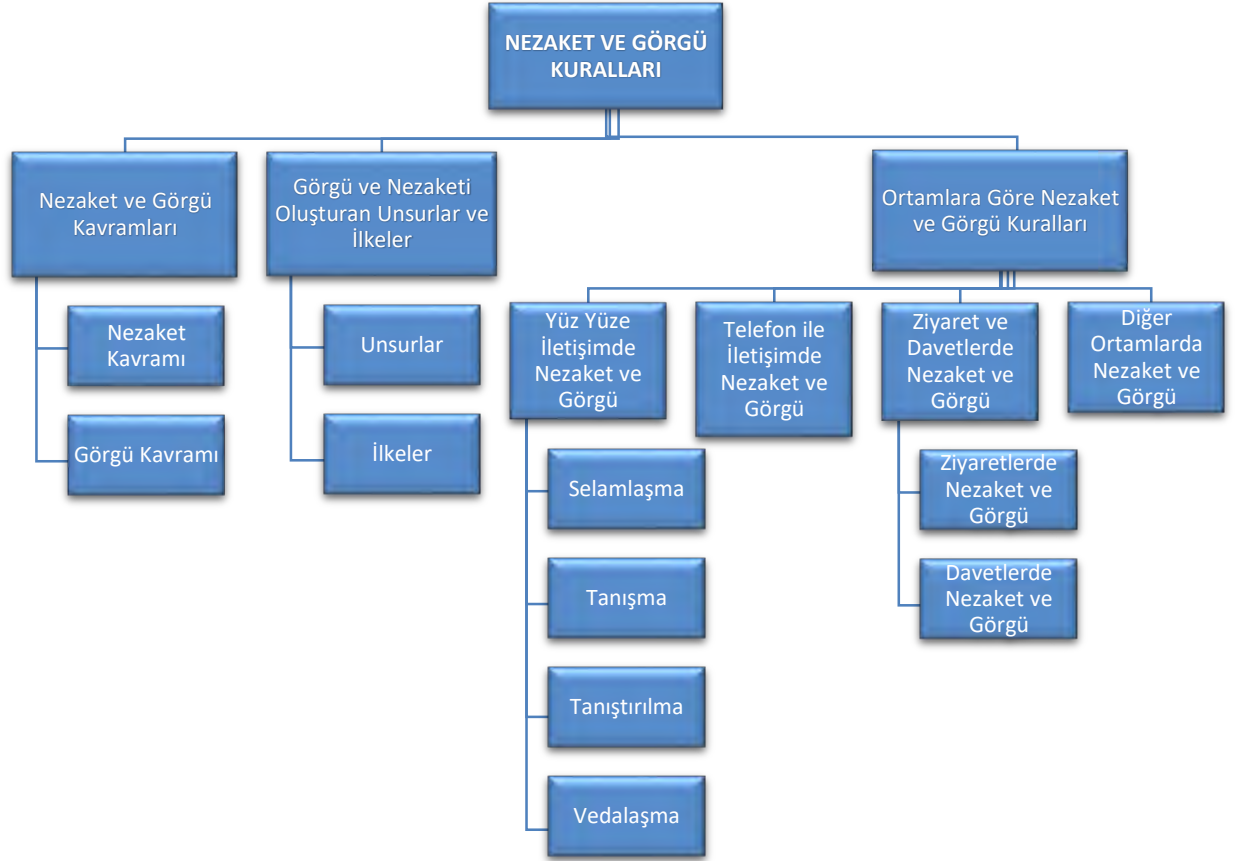 NEZAKET VE GÖRGÜ
KURALLARI
Nezaket ve Görgü
Kavramları
Nezaket
Kavramı
Görgü Kavramı
Görgü ve Nezaketi
Oluşturan Unsurlar ve
İlkeler
Unsurlar
İlkeler
Ortamlara Göre Nezaket
ve Görgü Kuralları
Yüz Yüze
İletişimde
Nezaket ve
Görgü
Selamlaşma
Tanışma
Tanıştırılma
Vedalaşma
Telefon ile
İletişimde
Nezaket ve
Görgü
Ziyaret ve
Davetlerde
Nezaket ve
Görgü
Ziyaretlerde
Nezaket ve
Görgü
Davetlerde
Nezaket ve
Görgü
Diğer
Ortamlarda
Nezaket ve
Görgü